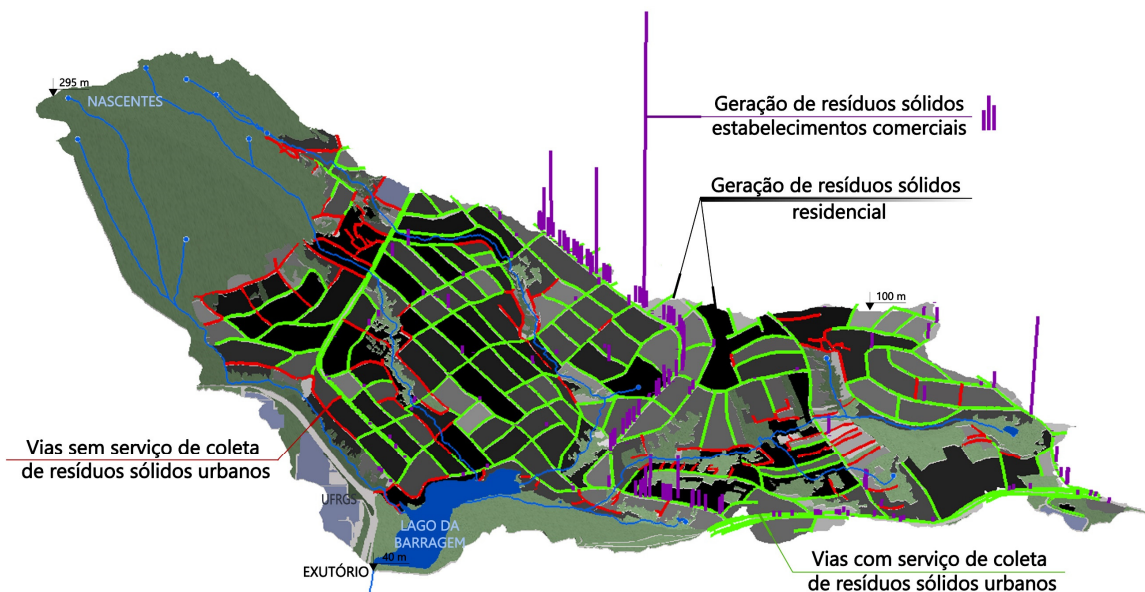 295 m
NASCENTES
Geração de resíduos sólidos
estabelecimentos comerciais
Geração de resíduos sólidos
residencial
100 m
Vias sem serviço de coleta
de resíduos sólidos urbanos
UFRGS
LAGO DA
BARRAGEM
40 m
EXUTÓRIO
Vias com serviço de coleta
de resíduos sólidos urbanos